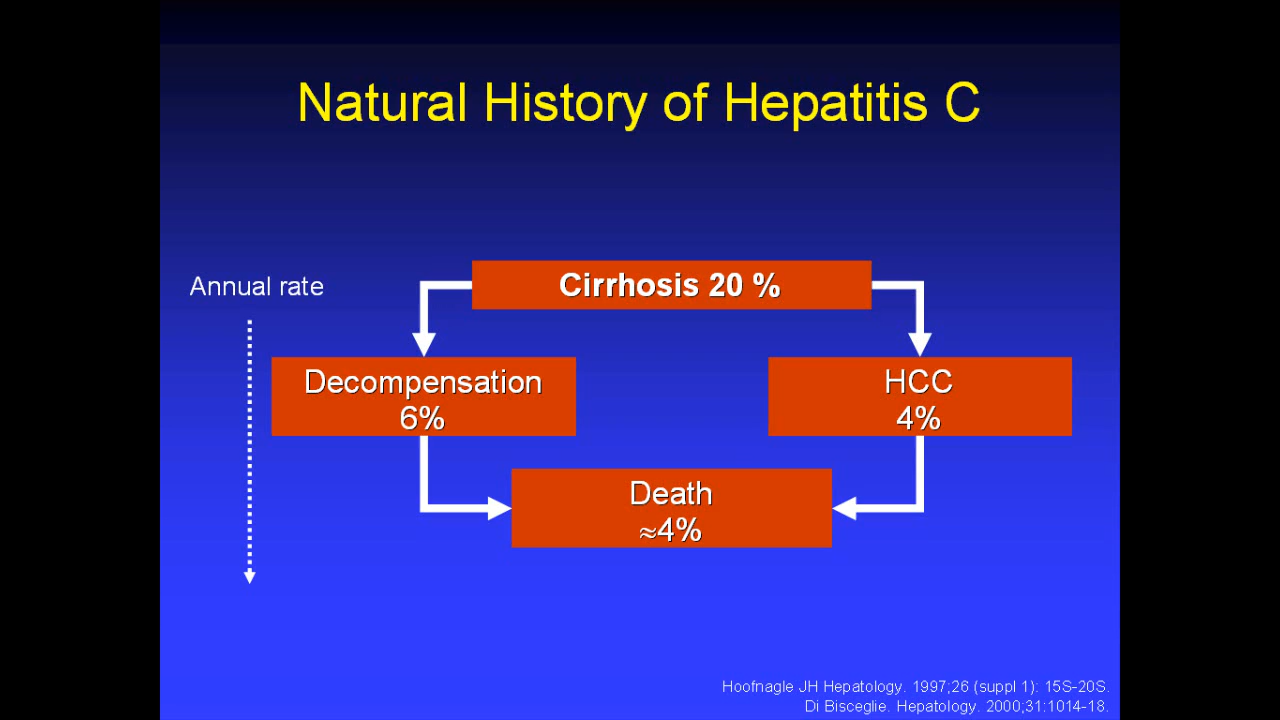 Natural History of Hepatitis C
Annual rate
Cirrhosis 20 %
Decompensation
6%
HCC
4%
Death
≈4%
Hoofnagle JH Hepatology. 1997;26 (suppl 1): 15S-20S.
Di Bisceglie. Hepatology. 2000;31:1014-18.